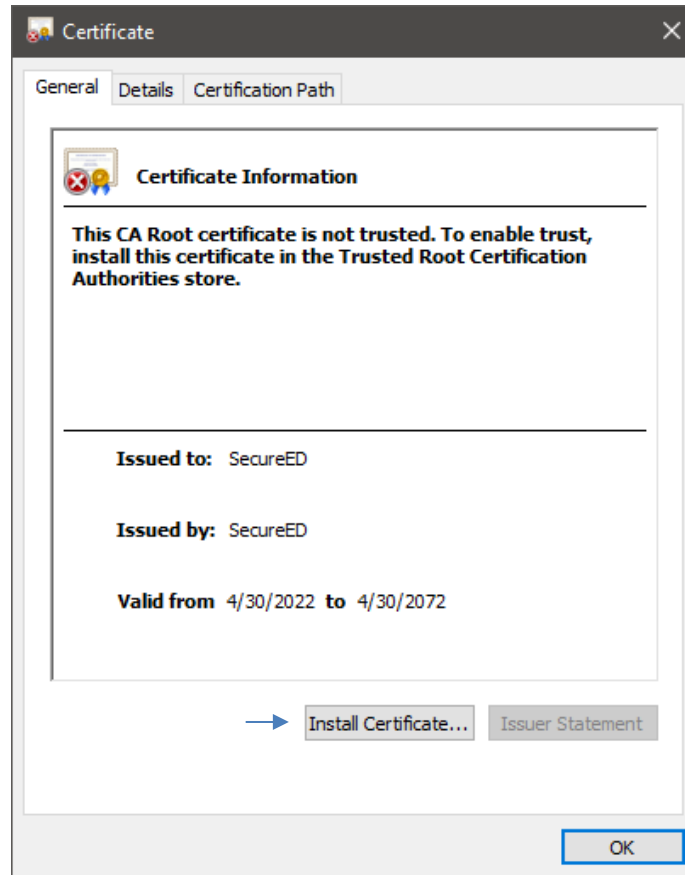 Certificate
General Details Certification Path
Certificate Information
This CA Root certificate is not trusted. To enable trust,
install this certificate in the Trusted Root Certification
Authorities store.
Issued to: SecureED
Issued by: SecureED
Valid from 4/30/2022 to 4/30/2072
Install Certificate... Issuer Statement
OK